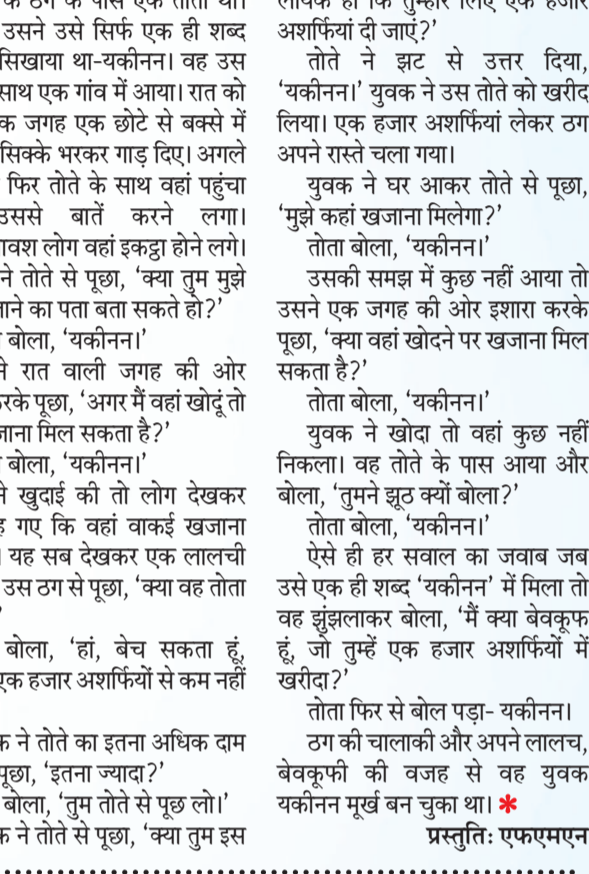 के पास एक तोता था।
उसने उसे सिर्फ एक ही शब्द
सिखाया था-यकीनन। वह उस
साथ एक गांव में आया। रात को
जगह एक छोटे से बक्से में
सिक्के भरकर गाड़ दिए। अगले
फिर तोते के साथ वहां पहुंचा
उससे बातें करने लगा।
लोग वहां इकट्ठा होने लगे।
ने तोते से पूछा, ‘क्या तुम मुझे
का पता बता सकते हो?’
बोला, ‘यकीनन।’
रात वाली जगह की ओर
पूछा, ‘अगर मैं वहां खोदूं तो
मिल सकता है?’
बोला, ‘यकीनन।’
खुदाई की तो लोग देखकर
गए कि वहां वाकई खजाना
यह सब देखकर एक लालची
उस ठग से पूछा, ‘क्या वह तोता
’
बोला, ‘हां, बेच सकता हूं,
एक हजार अशर्फियों से कम नहीं
ने तोते का इतना अधिक दाम
पूछा, ‘इतना ज्यादा?’
बोला, ‘तुम तोते से पूछ लो।’
ने तोते से पूछा, ‘क्या तुम इस
हो कि तुम्हारे लिए एक हजार
अशर्फियां दी जाएं?’
तोते ने झट से उत्तर दिया,
‘यकीनन।’ युवक ने उस तोते को खरीद
लिया। एक हजार अशर्फियां लेकर ठग
अपने रास्ते चला गया।
युवक ने घर आकर तोते से पूछा,
‘मुझे कहां खजाना मिलेगा?’
तोता बोला, ‘यकीनन।’
उसकी समझ में कुछ नहीं आया तो
उसने एक जगह की ओर इशारा करके
पूछा, ‘क्या वहां खोदने पर खजाना मिल
सकता है?’
तोता बोला, ‘यकीनन।’
युवक ने खोदा तो वहां कुछ नहीं
निकला। वह तोते के पास आया और
बोला, ‘तुमने झूठ क्यों बोला?’
तोता बोला, ‘यकीनन।’
ऐसे ही हर सवाल का जवाब जब
उसे एक ही शब्द ‘यकीनन’ में मिला तो
वह झुंझलाकर बोला, ‘मैं क्या बेवकूफ
हूं, जो तुम्हें एक हजार अशर्फियों में
खरीदा?’
तोता फिर से बोल पड़ा- यकीनन।
ठग की चालाकी और अपने लालच,
बेवकूफी की वजह से वह युवक
यकीनन मूर्ख बन चुका था।
प्रस्तुतिः एफएमएन